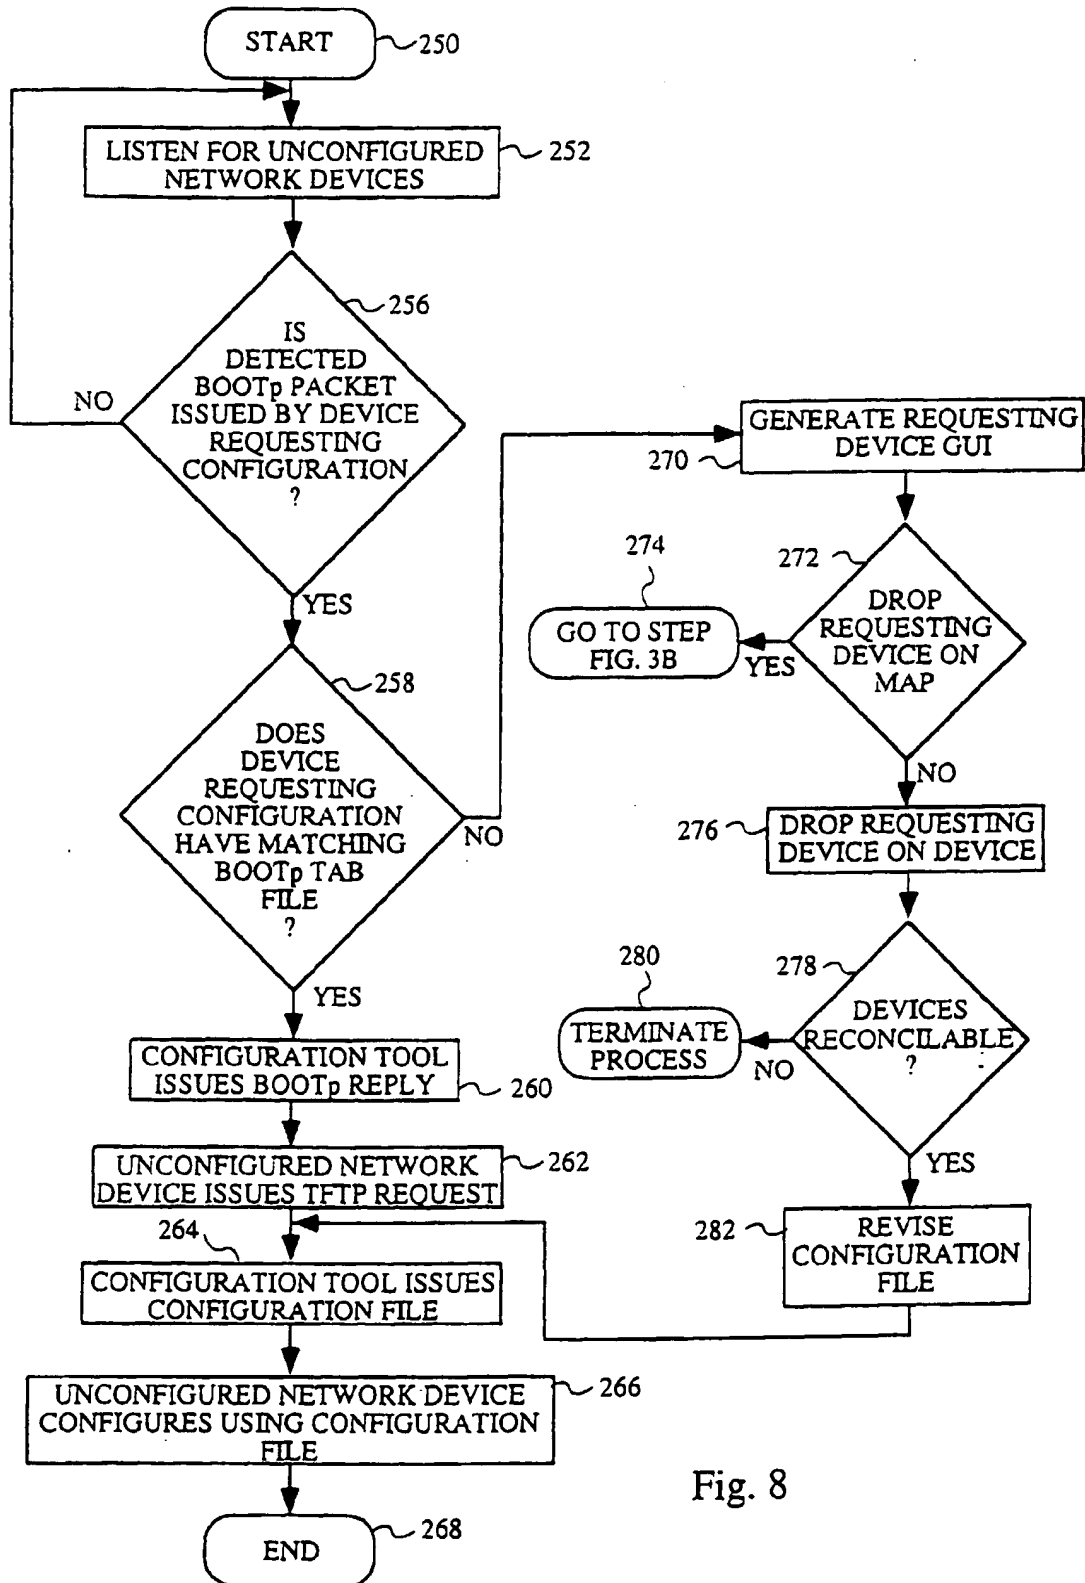 START
250
LISTEN FOR UNCONFIGURED
NETWORK DEVICES
252
256
IS
DETECTED
BOOTp PACKET
ISSUED BY DEVICE
REQUESTING
CONFIGURATION
?
NO
YES
258
DOES
DEVICE
REQUESTING
CONFIGURATION
HAVE MATCHING
BOOTp TAB
FILE
?
NO
YES
CONFIGURATION TOOL
ISSUES BOOTp REPLY
260
UNCONFIGURED NETWORK
DEVICE ISSUES TFTP REQUEST
262
264
CONFIGURATION TOOL ISSUES
CONFIGURATION FILE
UNCONFIGURED NETWORK DEVICE
CONFIGURES USING CONFIGURATION
FILE
266
END
268
GENERATE REQUESTING
DEVICE GUI
270
272
DROP
REQUESTING
DEVICE ON
MAP
274
GO TO STEP
FIG. 3B
YES
NO
276
DROP REQUESTING
DEVICE ON DEVICE
278
DEVICES
RECONCILABLE
?
280
TERMINATE
PROCESS
NO
YES
282
REVISE
CONFIGURATION
FILE
Fig. 8